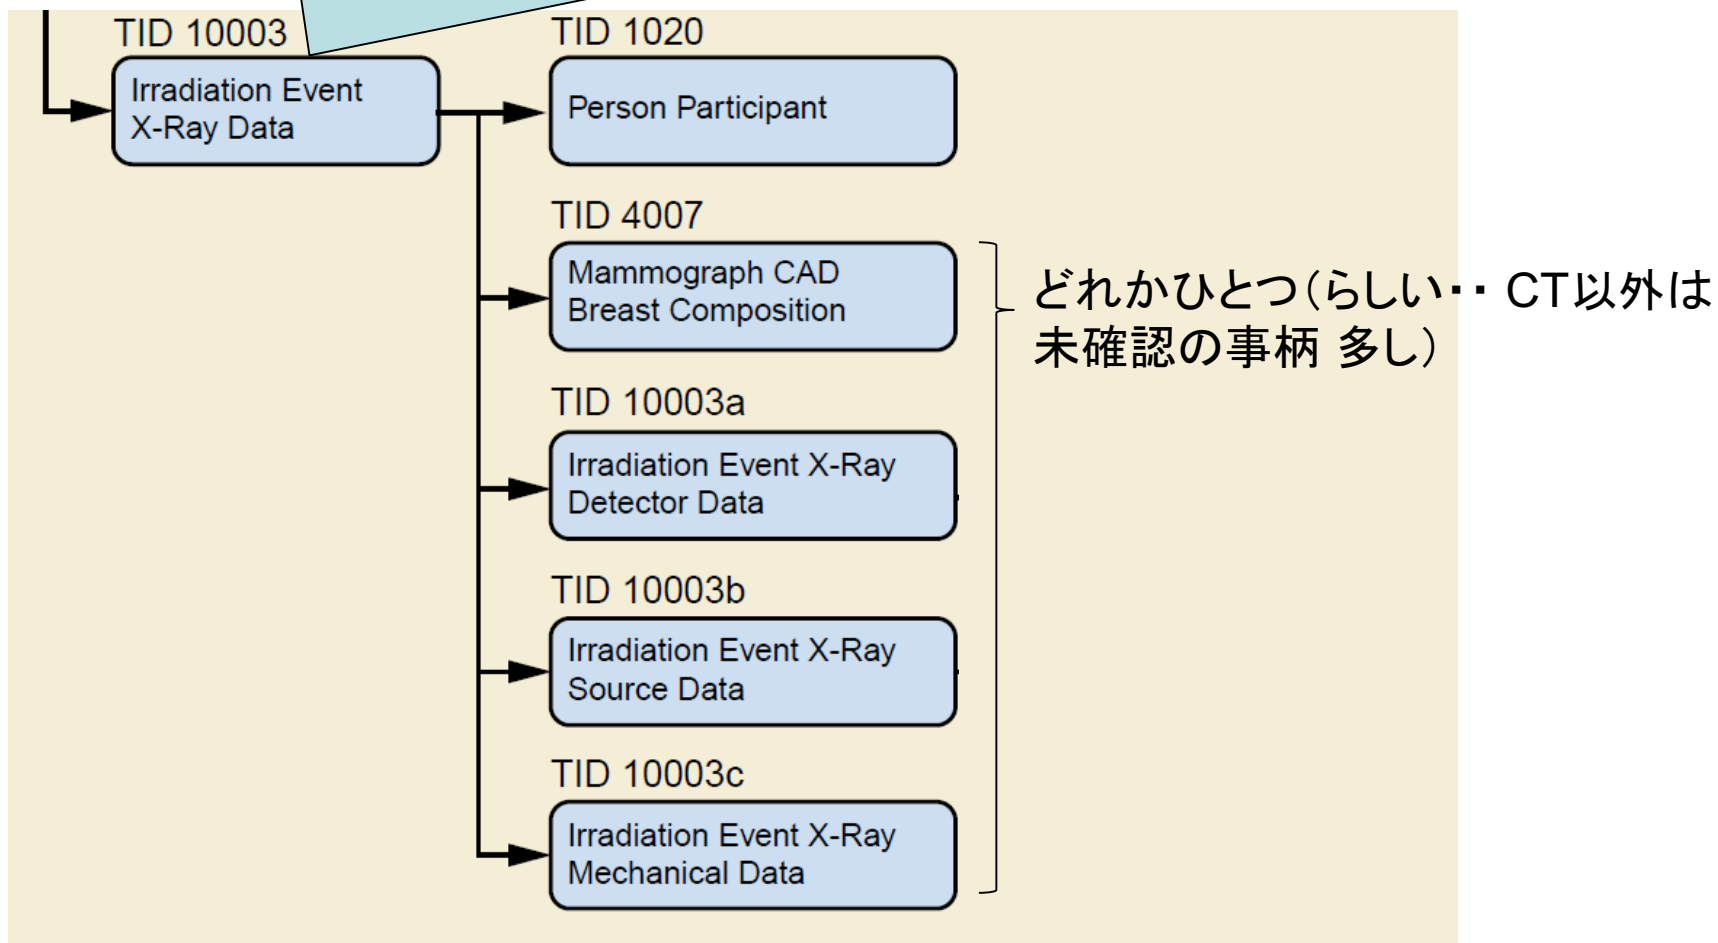 TID 10003
Irradiation Event
X-Ray Data
TID 1020
Person Participant
TID 4007
Mammograph CAD
Breast Composition
どれかひとつ（らしい・・ CT以外は
未確認の事柄 多し）
TID 10003a
Irradiation Event X-Ray
Detector Data
TID 10003b
Irradiation Event X-Ray
Source Data
TID 10003c
Irradiation Event X-Ray
Mechanical Data